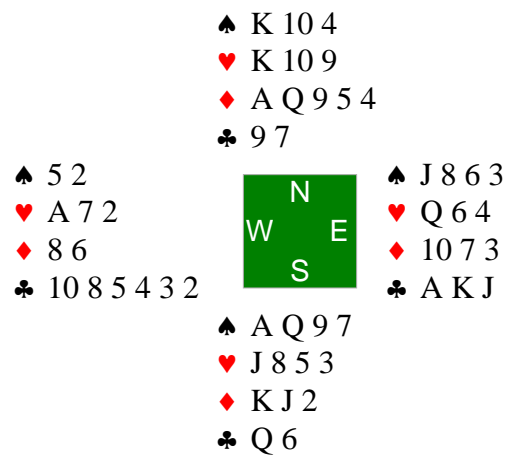 ♠ K 10 4
♥ K 10 9
♦ A Q 9 5 4
♣ 9 7
♠ 5 2
♥ A 7 2
♦ 8 6
♣ 10 8 5 4 3 2
N
W E
S
♠ J 8 6 3
♥ Q 6 4
♦ 10 7 3
♣ A K J
♠ A Q 9 7
♥ J 8 5 3
♦ K J 2
♣ Q 6